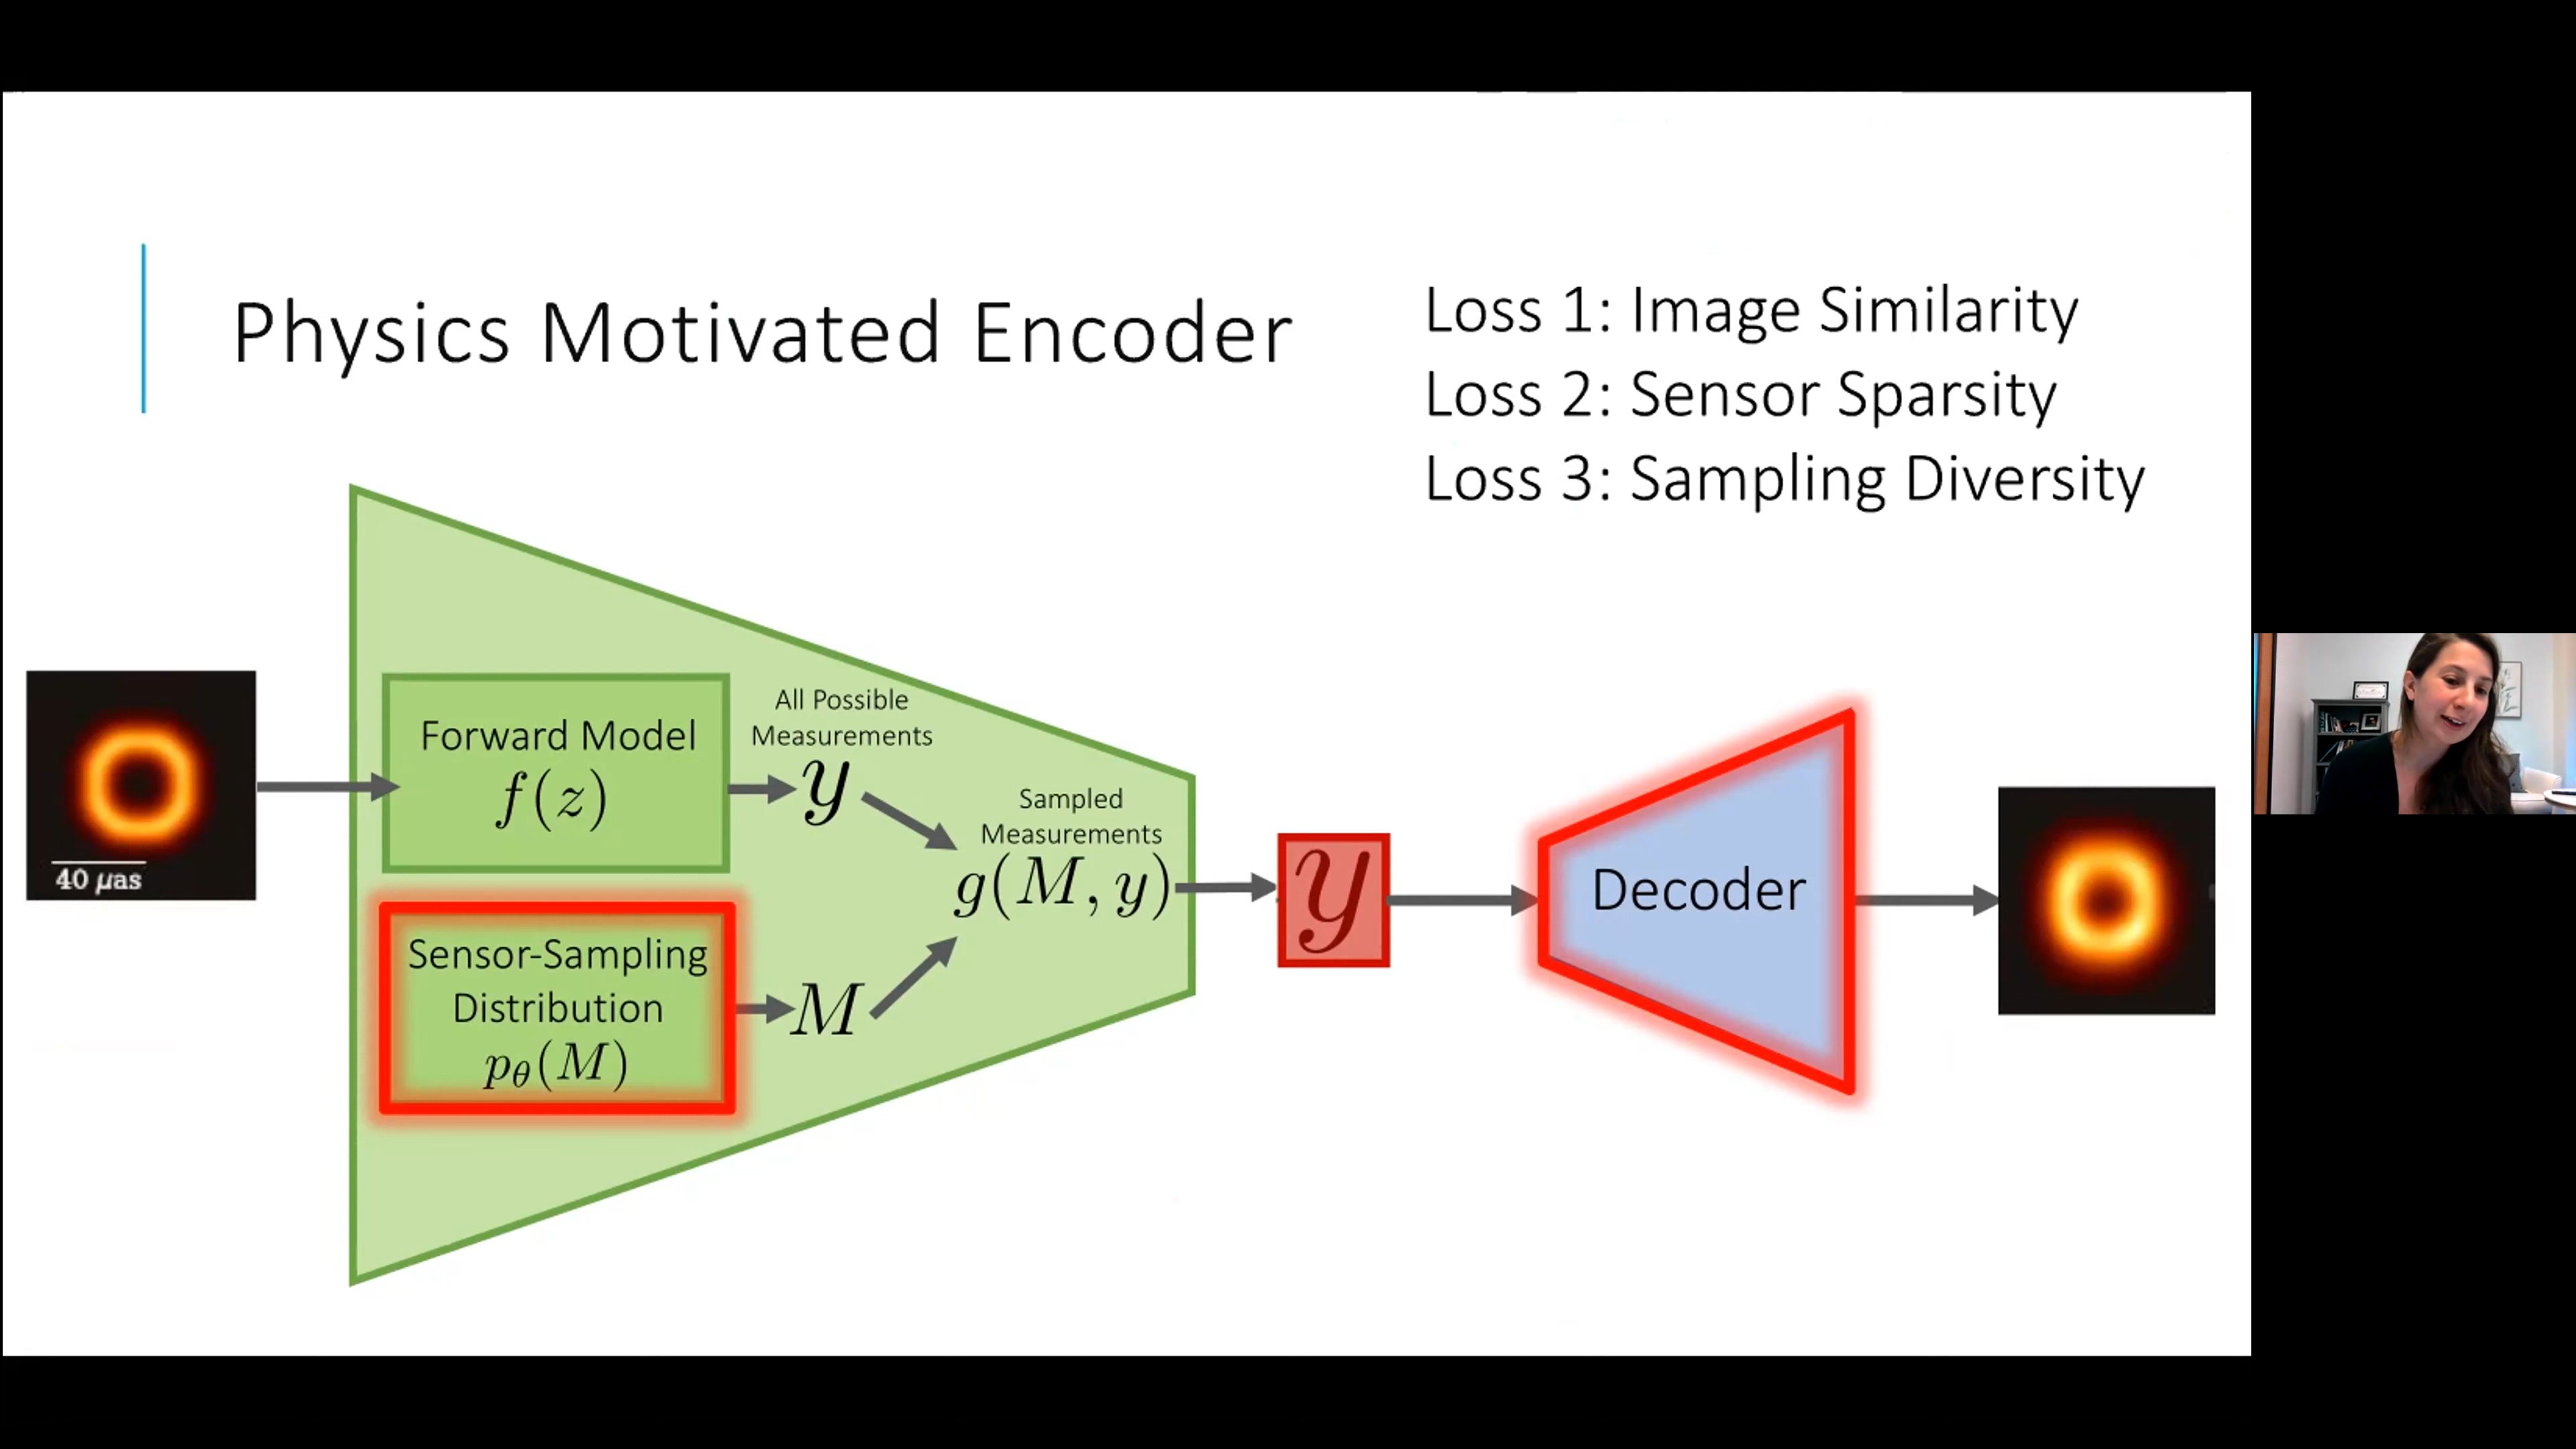 Physics Motivated Encoder
Loss 1: Image Similarity
Loss 2: Sensor Sparsity
Loss 3: Sampling Diversity
40 μas
Forward Model
f(z)
All Possible
Measurements
y
Sensor-Sampling
Distribution
p_θ(M)
M
Sampled
Measurements
g(M, y)
y
Decoder